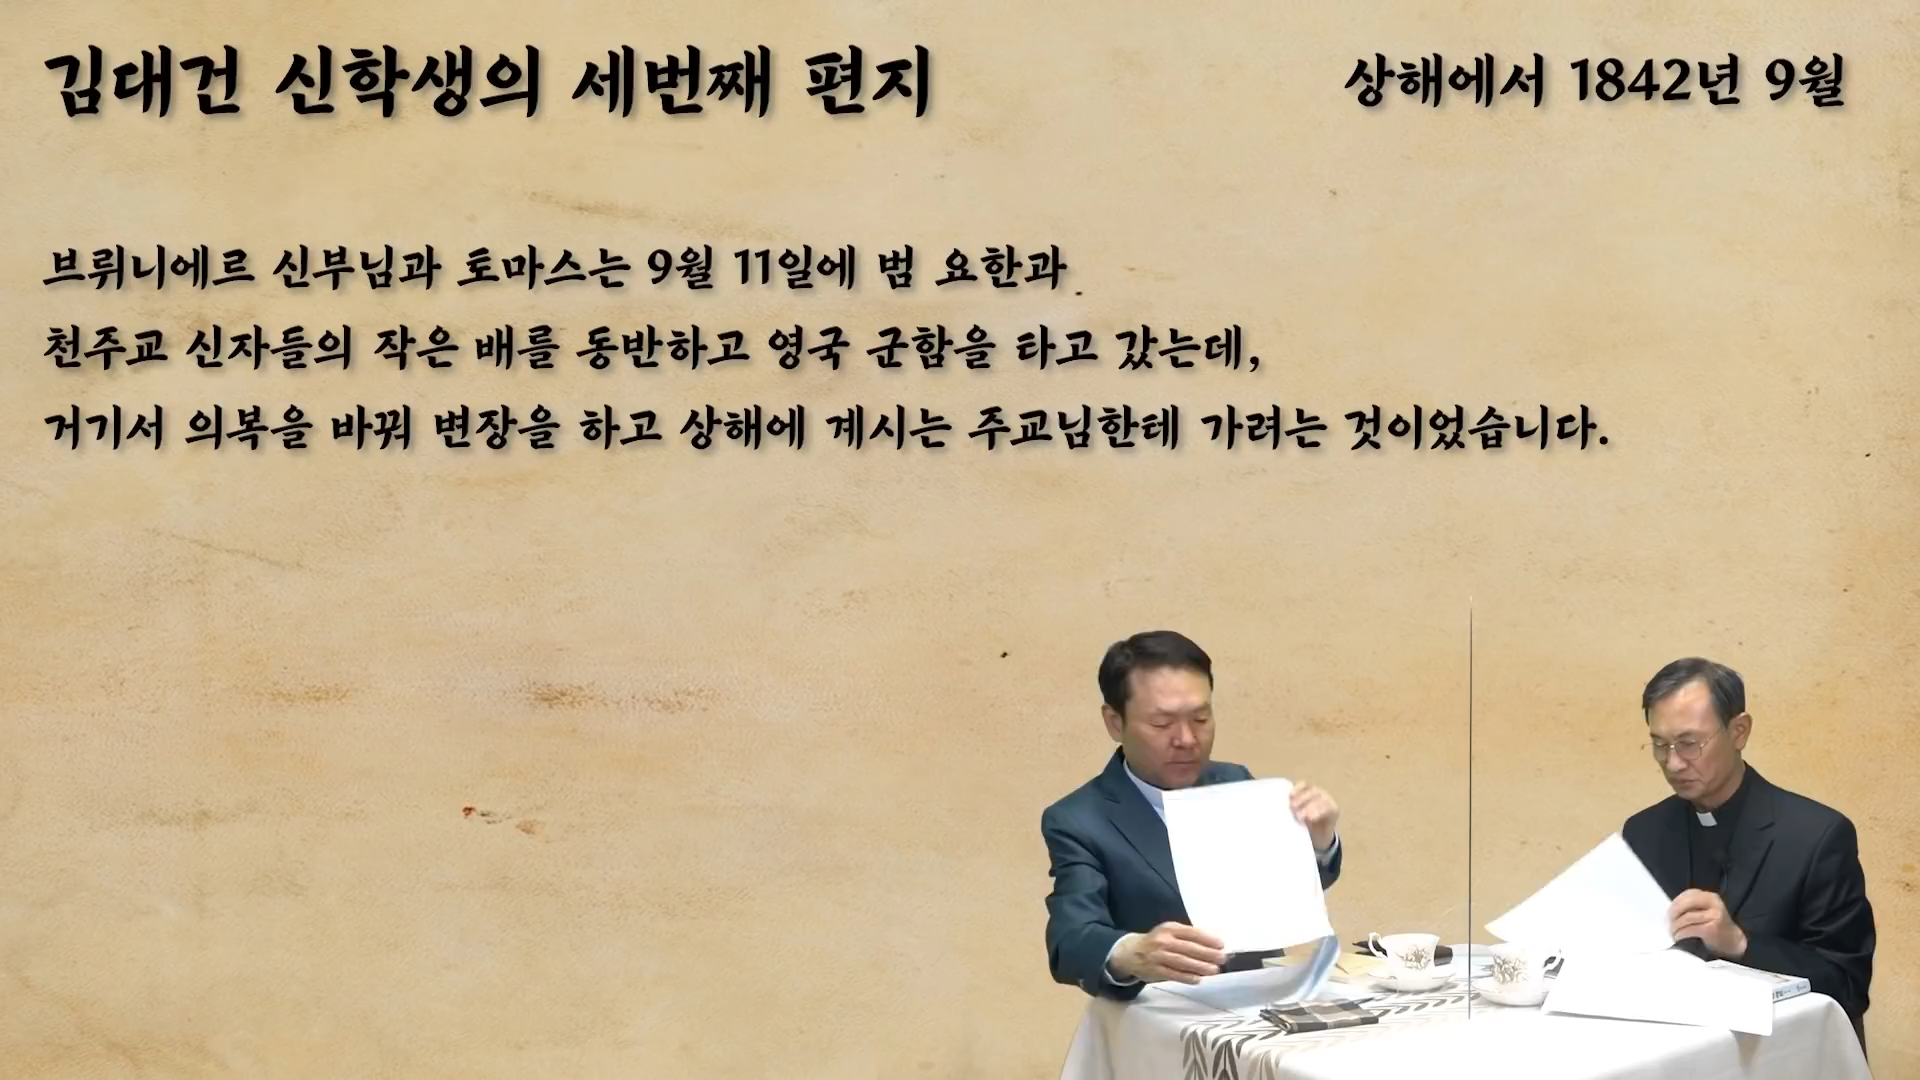 김대건 신학생의 세번째 편지
상해에서 1842년 9월
브뤼니에르 신부님과 토마스는 9월 11일에 범 요한과
천주교 신자들의 작은 배를 동반하고 영국 군함을 타고 갔는데,
거기서 의복을 바꿔 변장을 하고 상해에 계시는 주교님한테 가려는 것이었습니다.